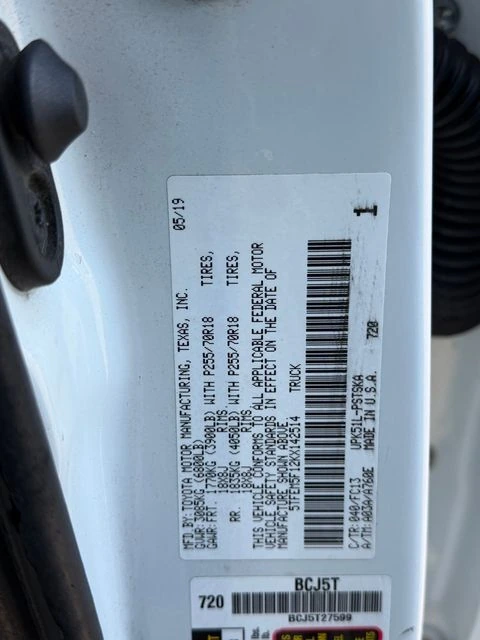 MFD.BY:TOYOTA MOTOR MANUFACTURING, TEXAS, INC. 05/19
GVWR: 3085KG (6800LB)
GAWR: FRT. 1770KG (3900LB) WITH P255/70R18 TIRES,
18X8J RIMS
RR. 1835KG (4050LB) WITH P255/70R18 TIRES,
18X8J RIMS
THIS VEHICLE CONFORMS TO ALL APPLICABLE FEDERAL MOTOR
VEHICLE SAFETY STANDARDS IN EFFECT ON THE DATE OF
MANUFACTURE SHOWN ABOVE.
5TFEM5F12KX142514 TRUCK
C/TR: 040/FC13 UPK51L-PSTSKA 720 1
A/TM: A03A/A760E MADE IN U.S.A.
BCJ5T
720
BCJ5T27599